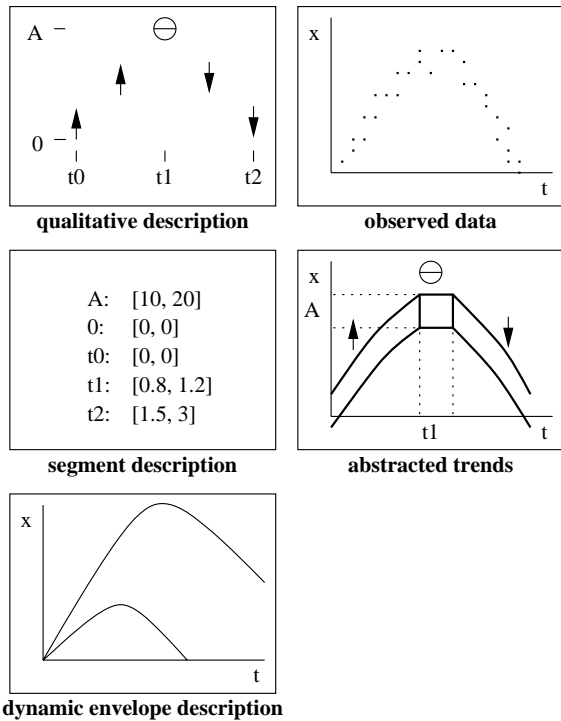 A
0
t0 t1 t2
qualitative description
x
t
observed data
A: [10, 20]
0: [0, 0]
t0: [0, 0]
t1: [0.8, 1.2]
t2: [1.5, 3]
segment description
x
A
t1 t
abstracted trends
x
t
dynamic envelope description